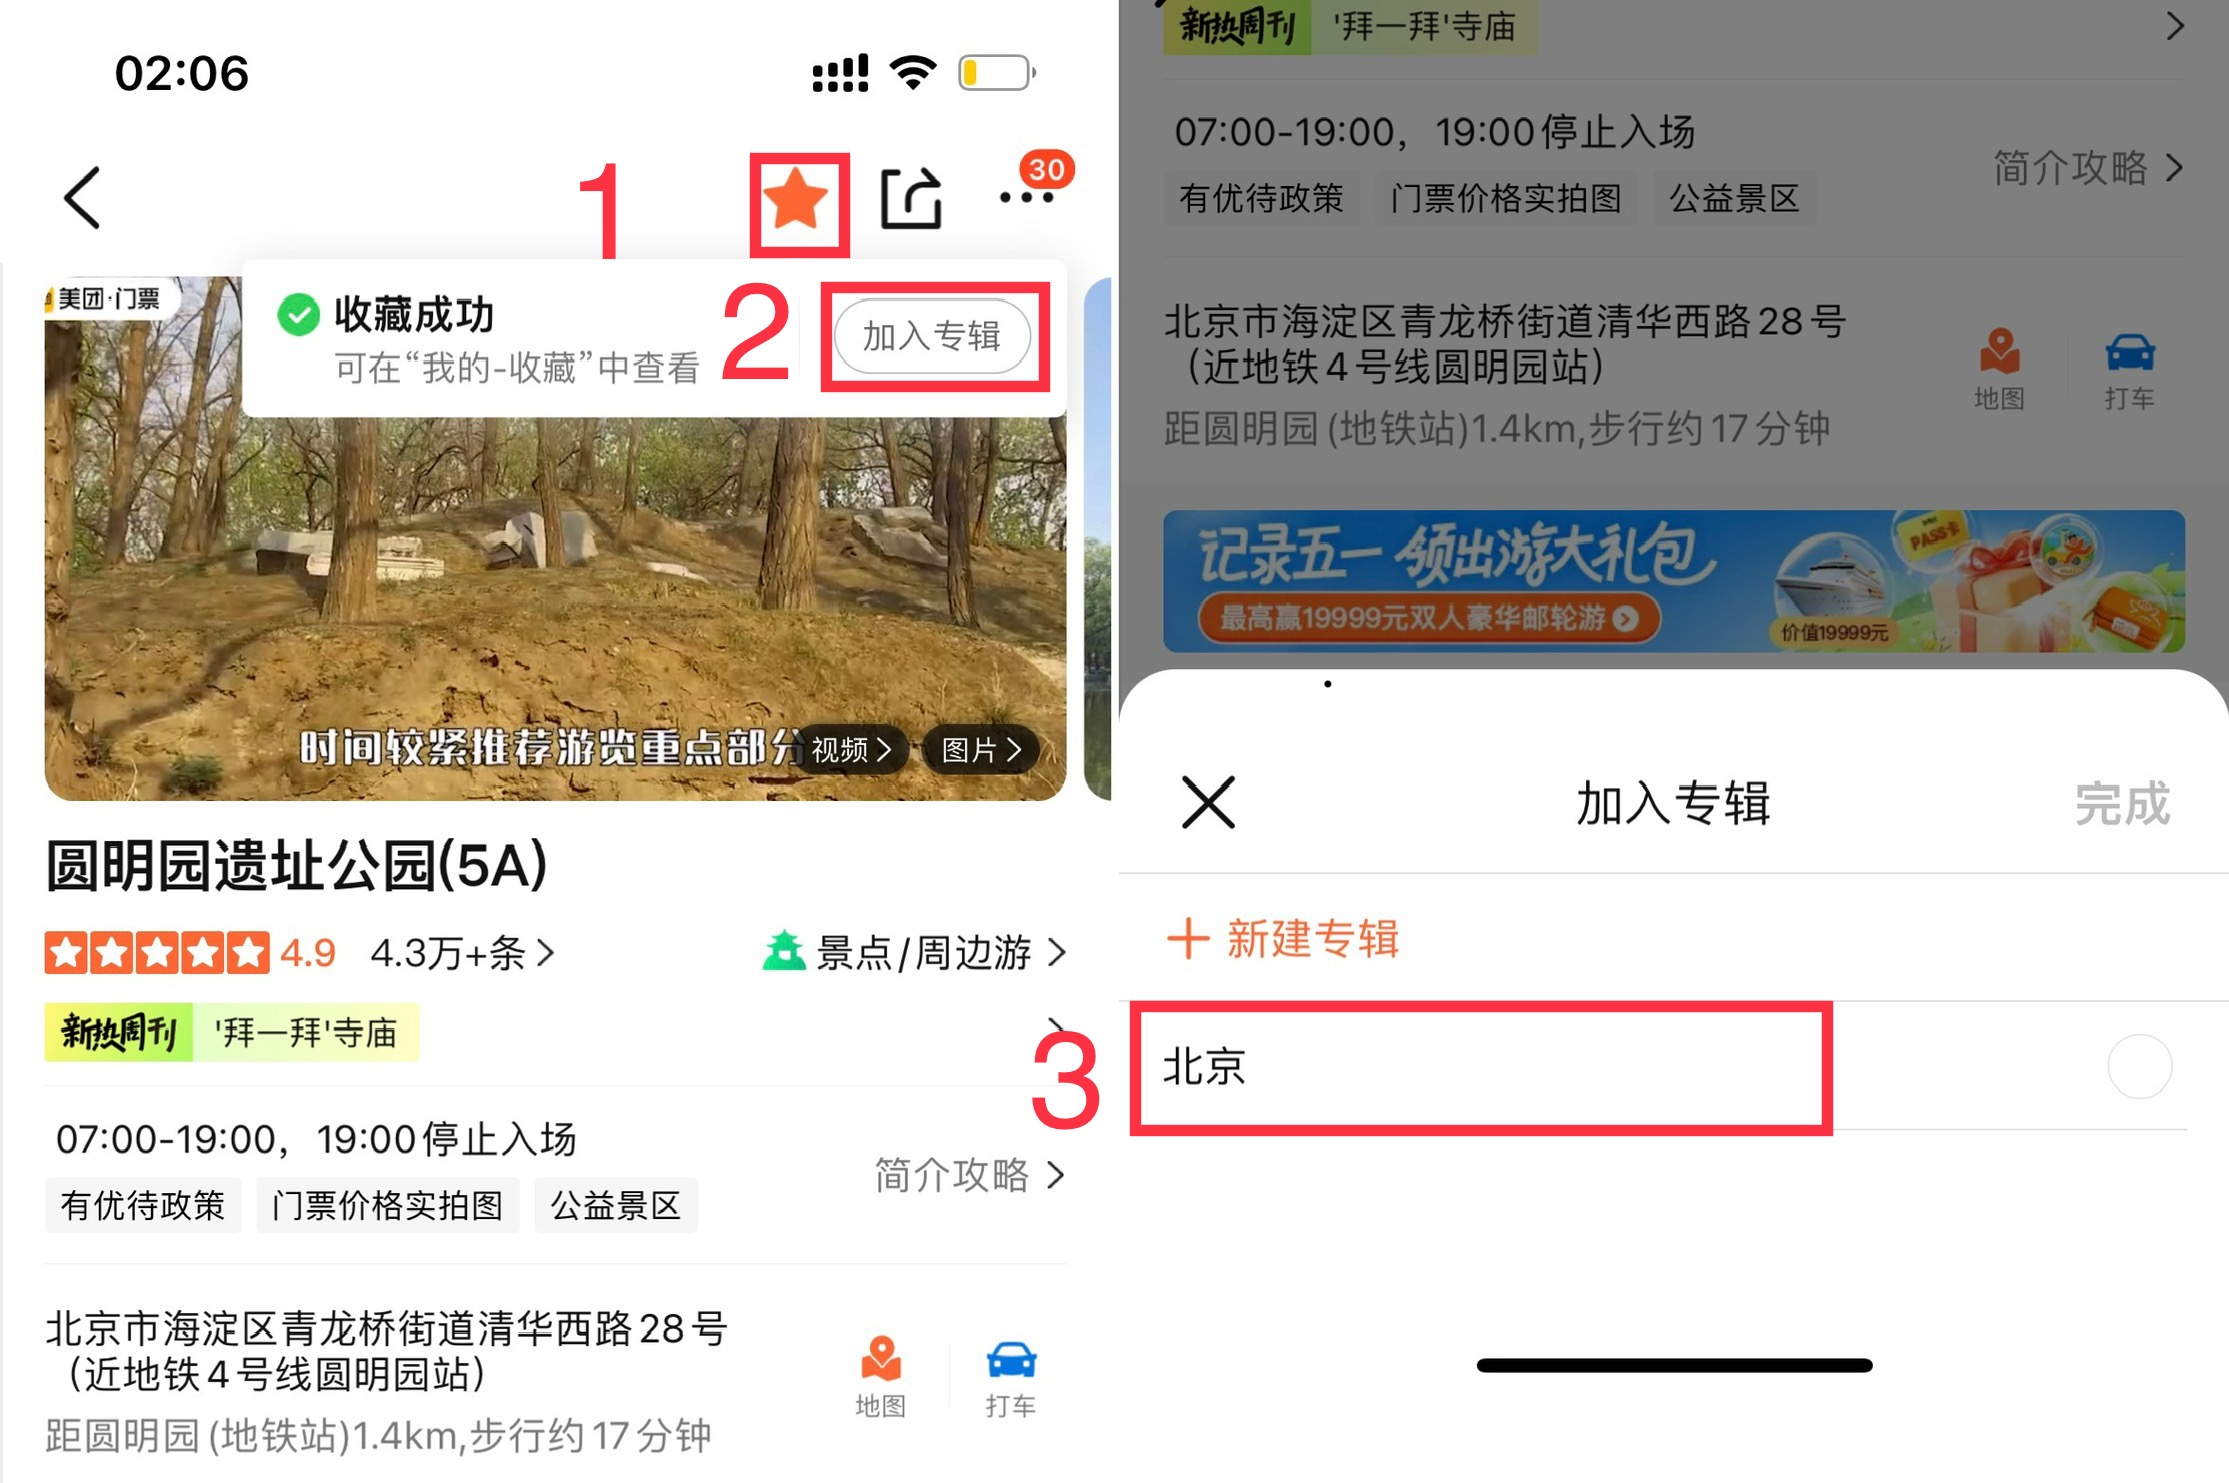 02:06
1
30
美团·门票
收藏成功
可在“我的-收藏”中查看
2
加入专辑
时间较紧推荐游览重点部分
视频
图片
圆明园遗址公园(5A)
4.9 4.3万+条
景点/周边游
新热周刊 '拜一拜'寺庙
07:00-19:00，19:00停止入场
有优待政策 门票价格实拍图 公益景区
简介攻略
北京市海淀区青龙桥街道清华西路28号
（近地铁4号线圆明园站）
距圆明园(地铁站)1.4km,步行约17分钟
地图
打车
新热周刊 '拜一拜'寺庙
07:00-19:00，19:00停止入场
有优待政策 门票价格实拍图 公益景区
简介攻略
北京市海淀区青龙桥街道清华西路28号
（近地铁4号线圆明园站）
距圆明园(地铁站)1.4km,步行约17分钟
地图
打车
记录五一 领出游大礼包
最高赢19999元双人豪华邮轮游
PASS卡
价值19999元
加入专辑
完成
新建专辑
3
北京